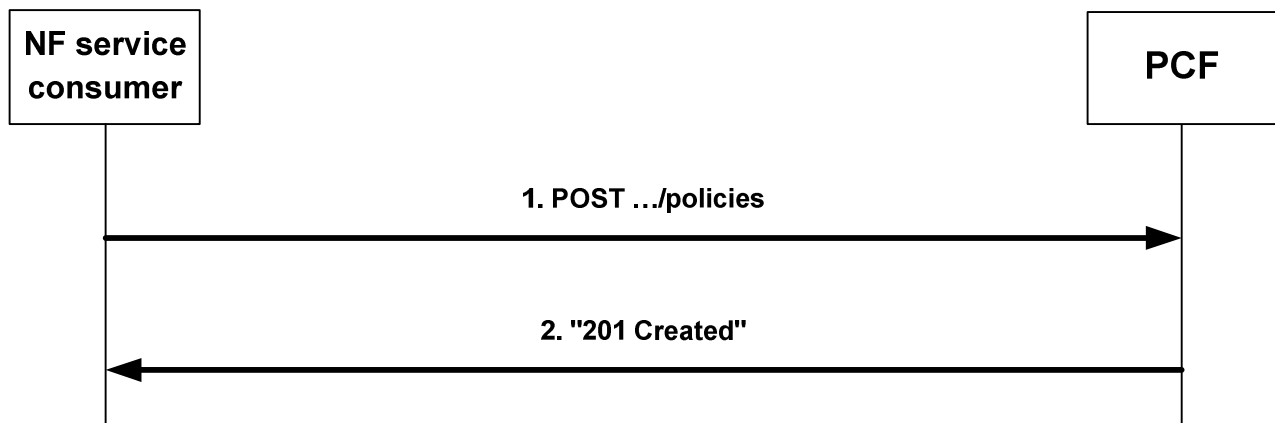 NF service
consumer
PCF
1. POST …/policies
2. "201 Created"